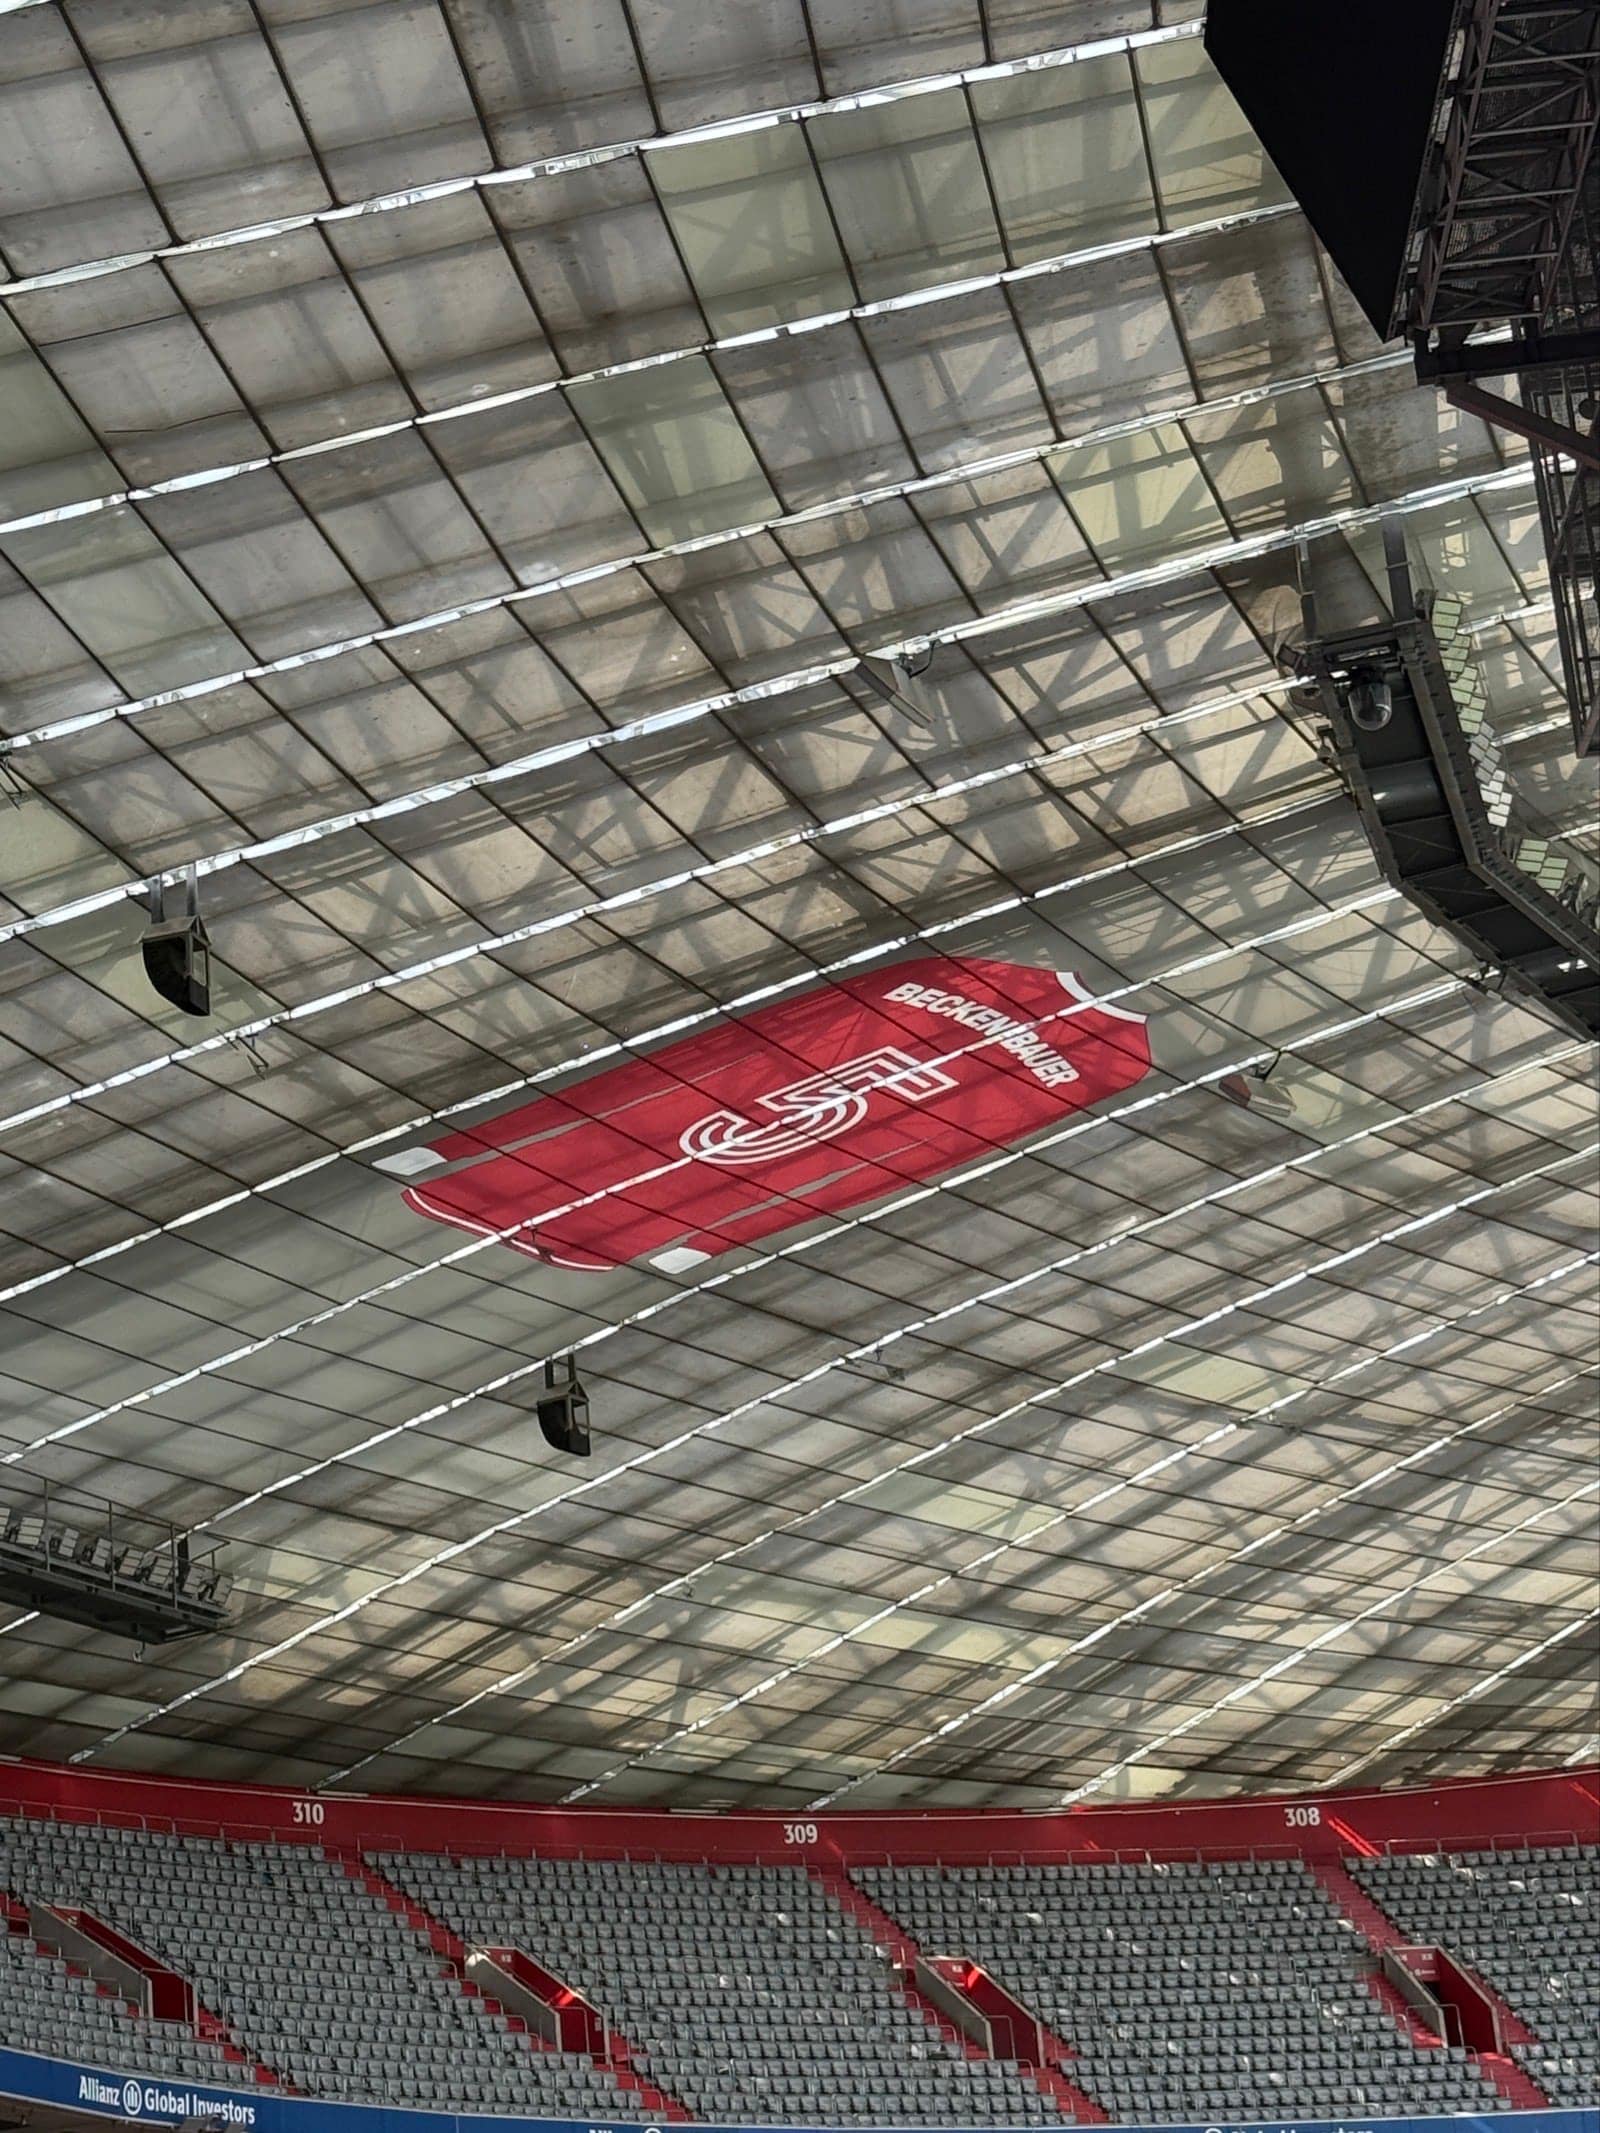 BECKENBAUER
5
310
309
308
Allianz Global Investors